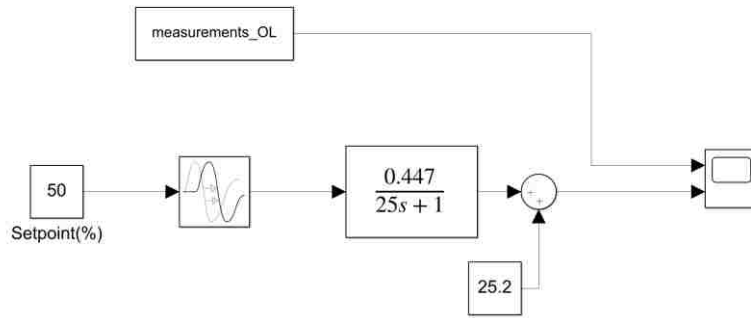 measurements_OL
50
Setpoint(%)
0.447
25s + 1
+
+
25.2